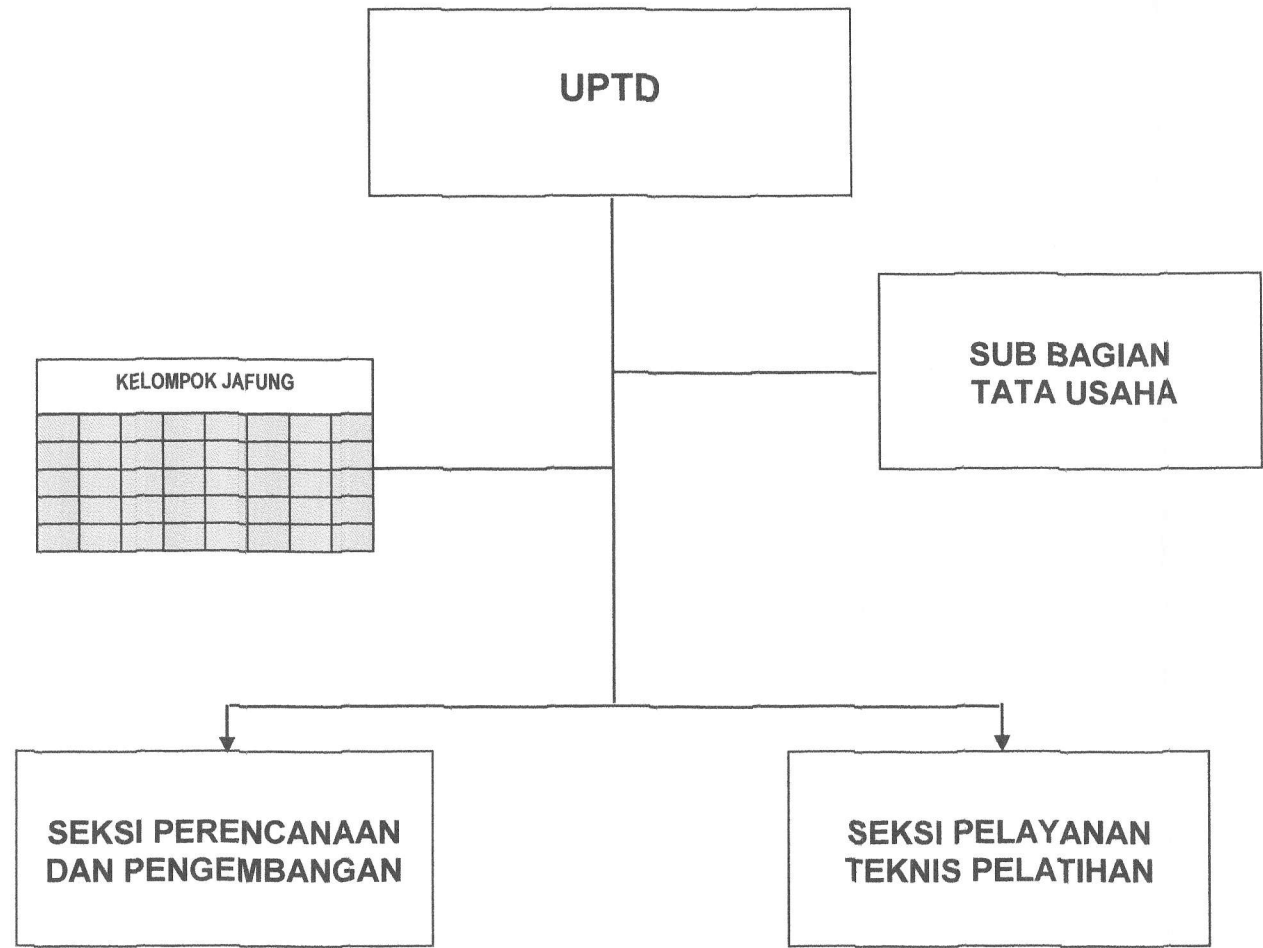 UPTD
SUB BAGIAN
TATA USAHA
KELOMPOK JAFUNG
SEKSI PERENCANAAN
DAN PENGEMBANGAN
SEKSI PELAYANAN
TEKNIS PELATIHAN